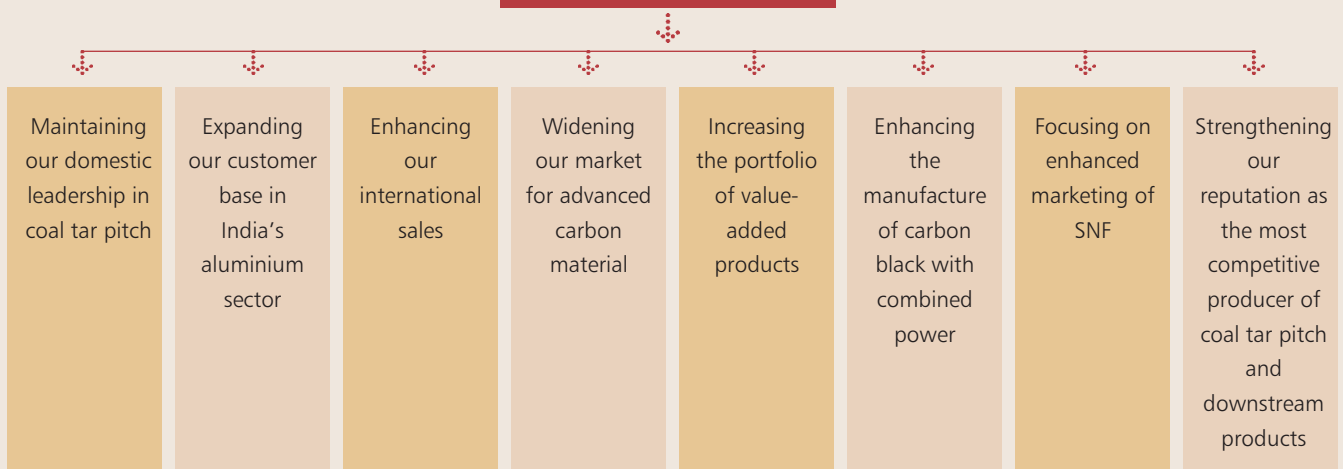 Maintaining
our domestic
leadership in
coal tar pitch
Expanding
our customer
base in
India’s
aluminium
sector
Enhancing
our
international
sales
Widening
our market
for advanced
carbon
material
Increasing
the portfolio
of value-
added
products
Enhancing
the
manufacture
of carbon
black with
combined
power
Focusing on
enhanced
marketing of
SNF
Strengthening
our
reputation as
the most
competitive
producer of
coal tar pitch
and
downstream
products